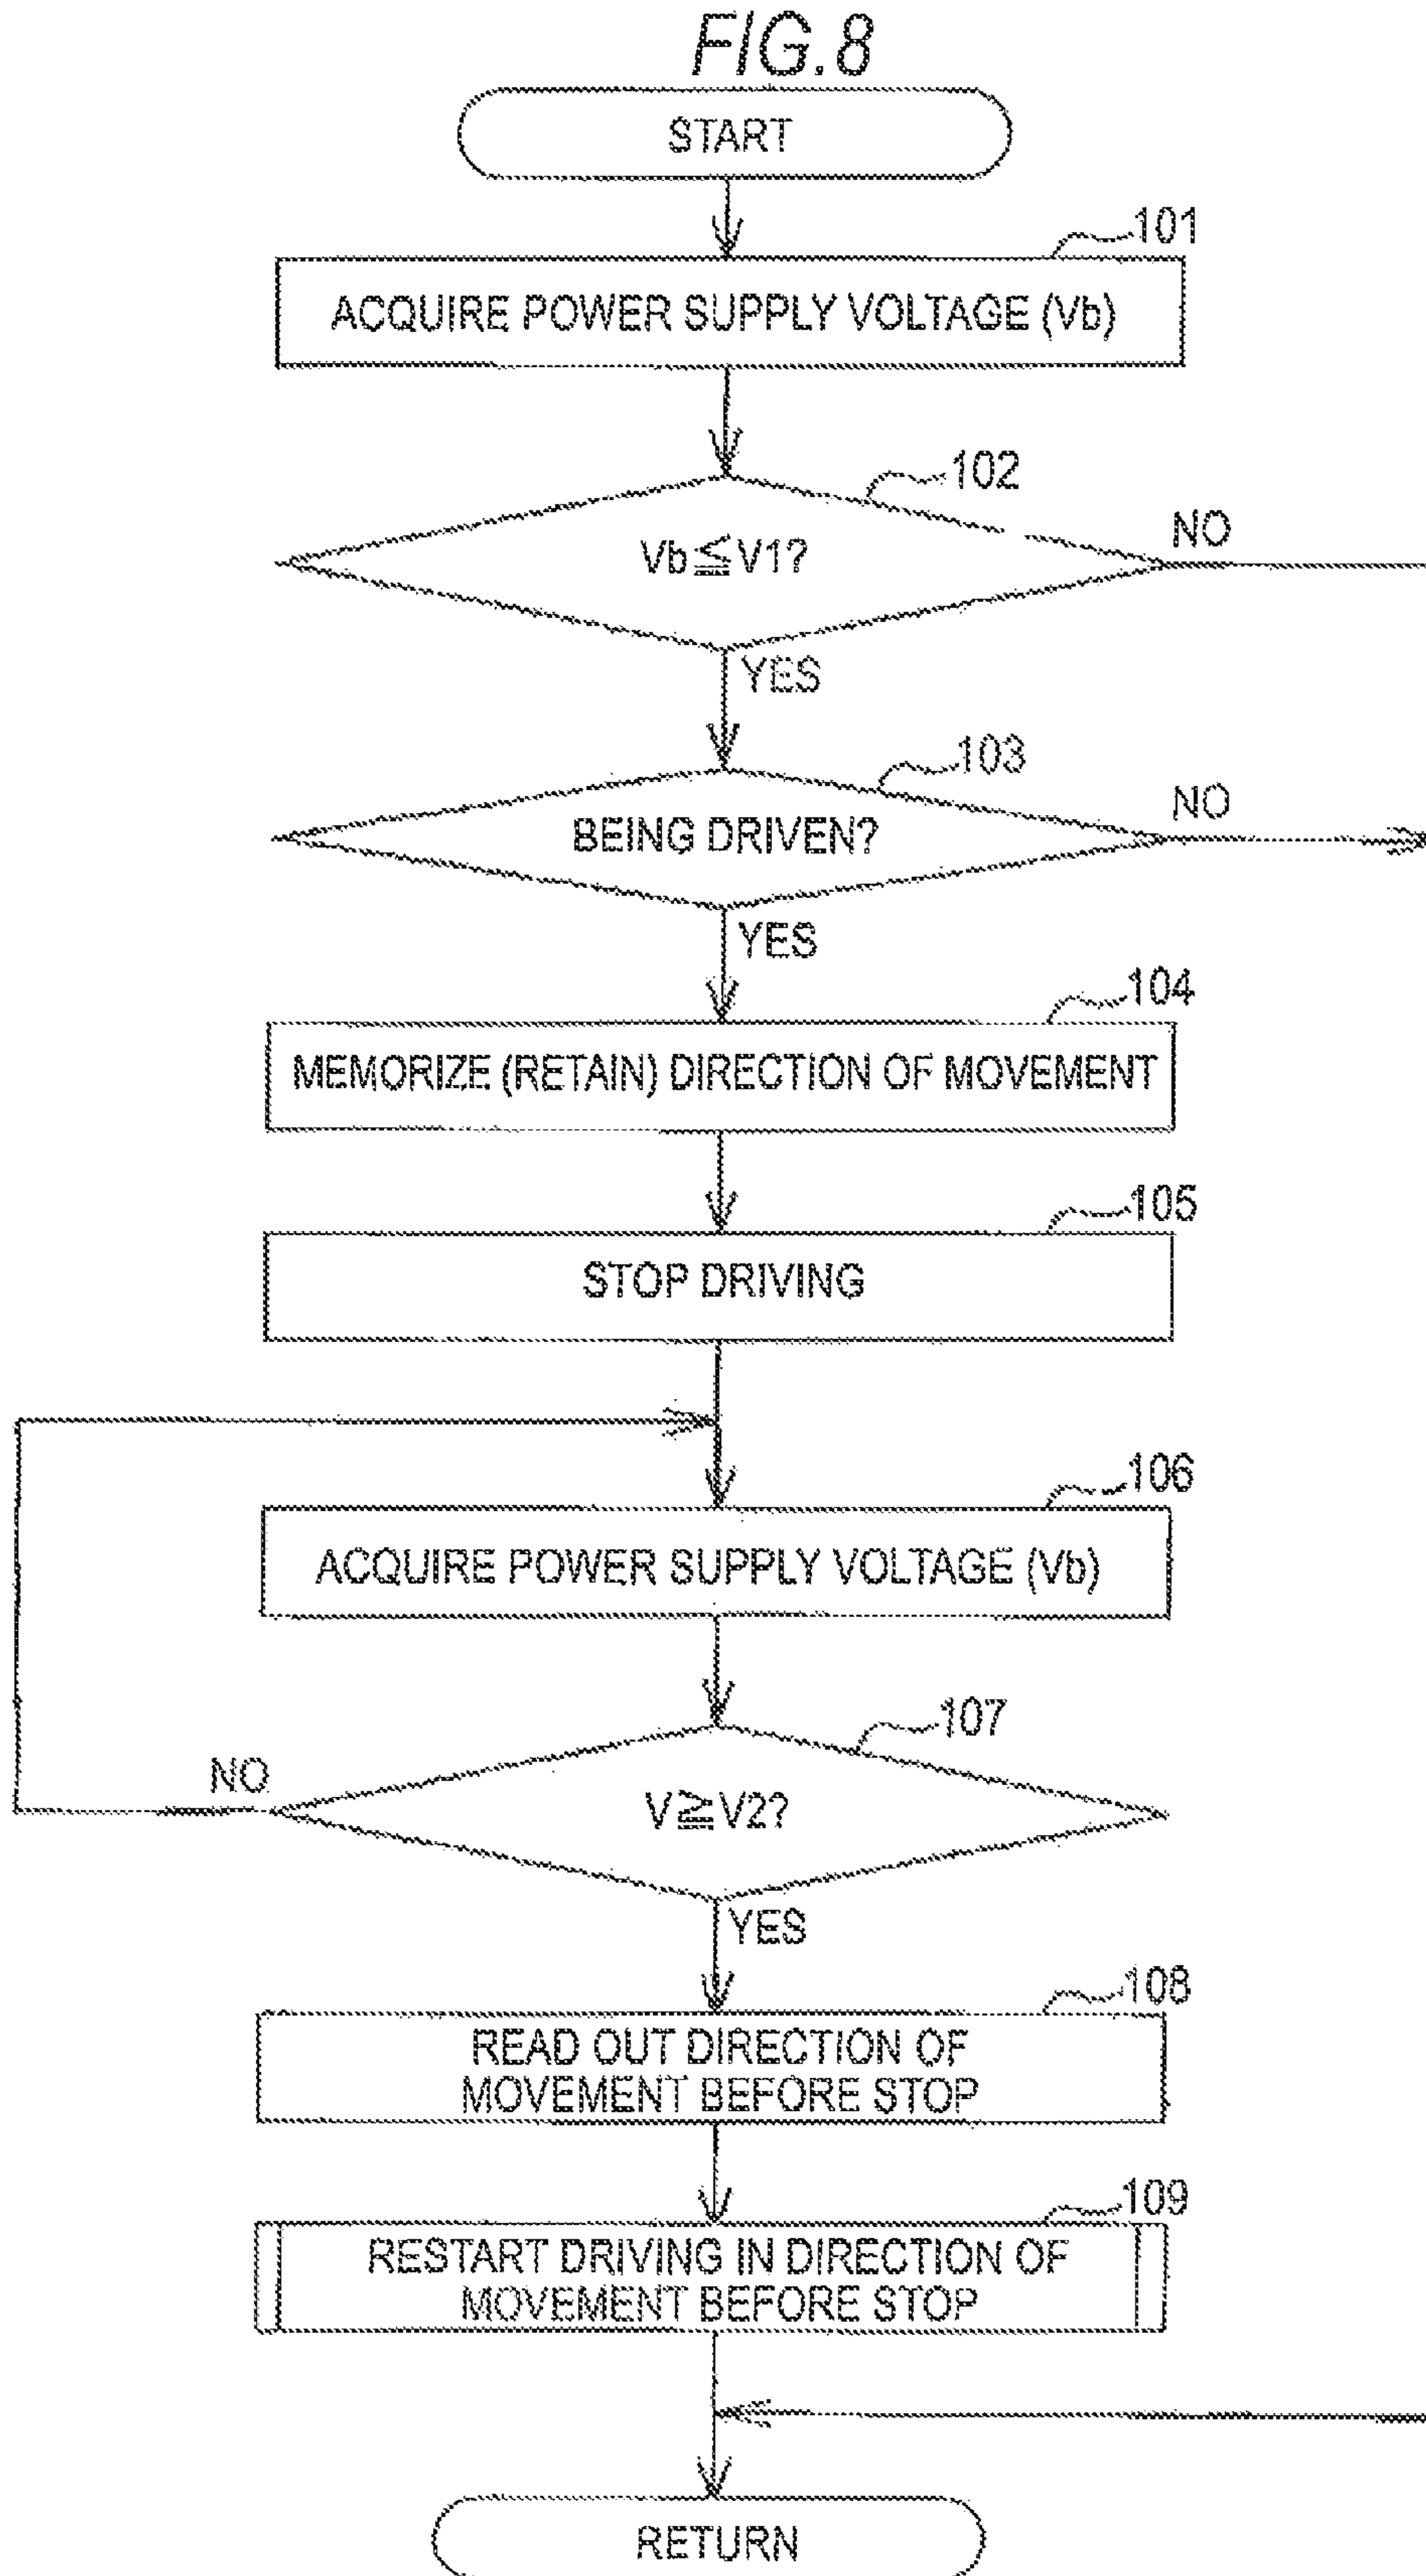 FIG.8
START
101
ACQUIRE POWER SUPPLY VOLTAGE (Vb)
102
Vb≦V1?
NO
YES
103
BEING DRIVEN?
NO
YES
104
MEMORIZE (RETAIN) DIRECTION OF MOVEMENT
105
STOP DRIVING
106
ACQUIRE POWER SUPPLY VOLTAGE (Vb)
107
NO
V≧V2?
YES
108
READ OUT DIRECTION OF
MOVEMENT BEFORE STOP
109
RESTART DRIVING IN DIRECTION OF
MOVEMENT BEFORE STOP
RETURN